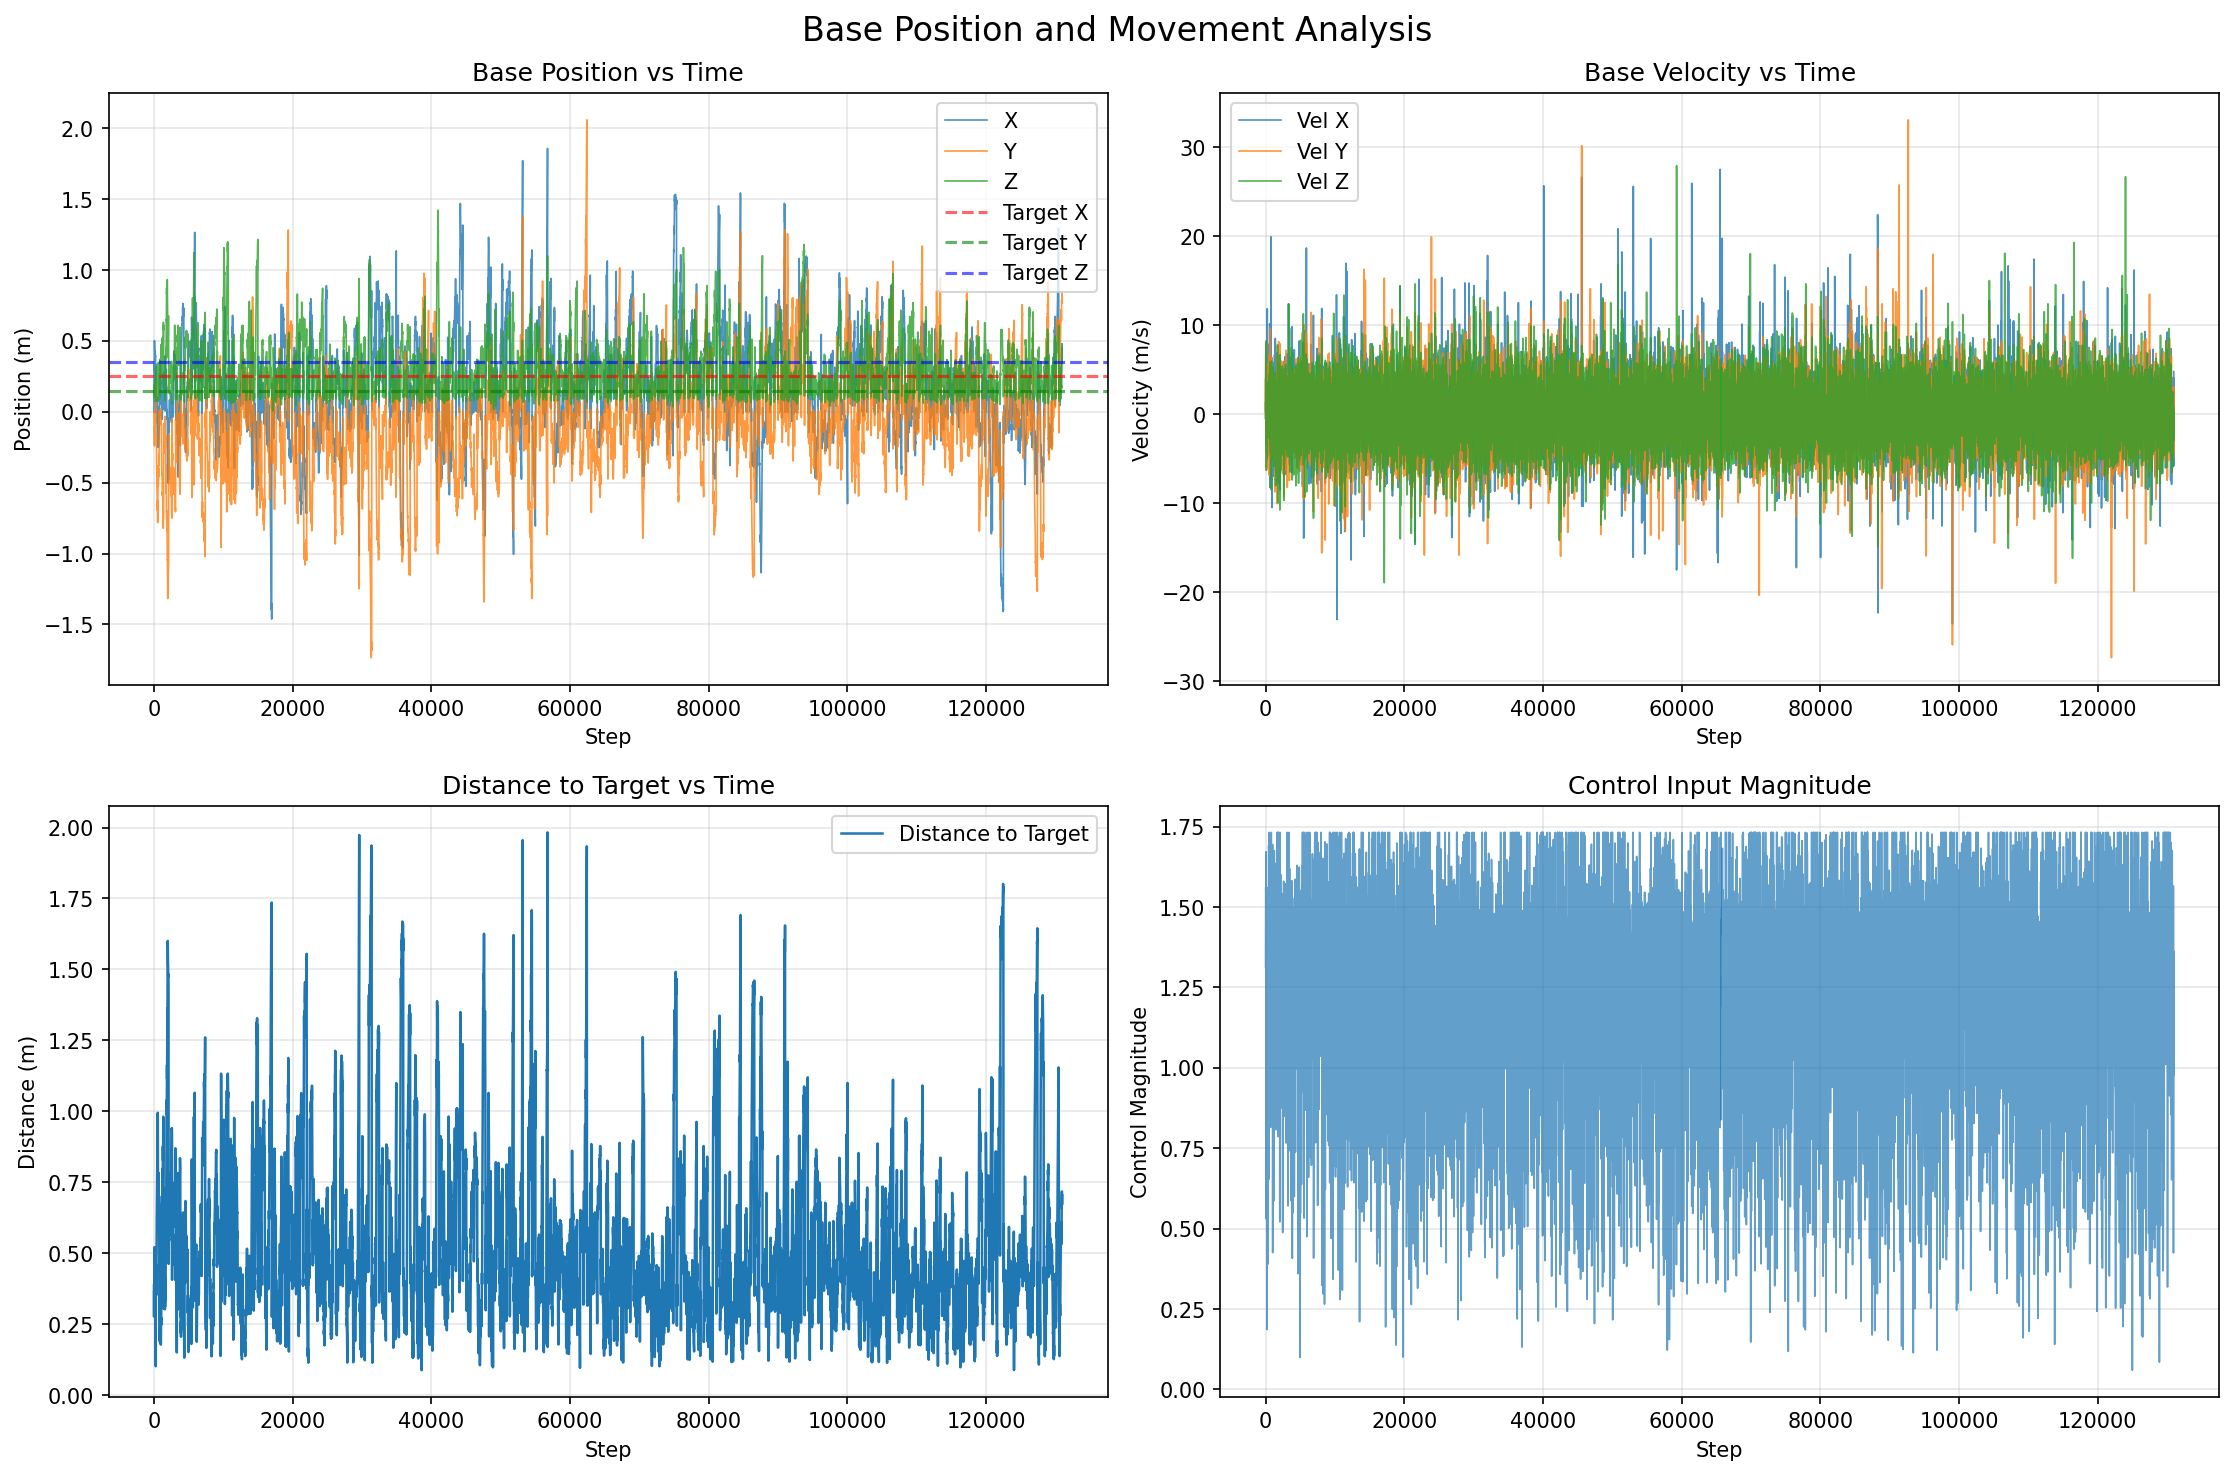 Base Position and Movement Analysis
Base Position vs Time
Position (m)
2.0
1.5
1.0
0.5
0.0
−0.5
−1.0
−1.5
X
Y
Z
Target X
Target Y
Target Z
0 20000 40000 60000 80000 100000 120000
Step
Base Velocity vs Time
Velocity (m/s)
30
20
10
0
−10
−20
−30
Vel X
Vel Y
Vel Z
0 20000 40000 60000 80000 100000 120000
Step
Distance to Target vs Time
Distance (m)
2.00
1.75
1.50
1.25
1.00
0.75
0.50
0.25
0.00
Distance to Target
0 20000 40000 60000 80000 100000 120000
Step
Control Input Magnitude
Control Magnitude
1.75
1.50
1.25
1.00
0.75
0.50
0.25
0.00
0 20000 40000 60000 80000 100000 120000
Step